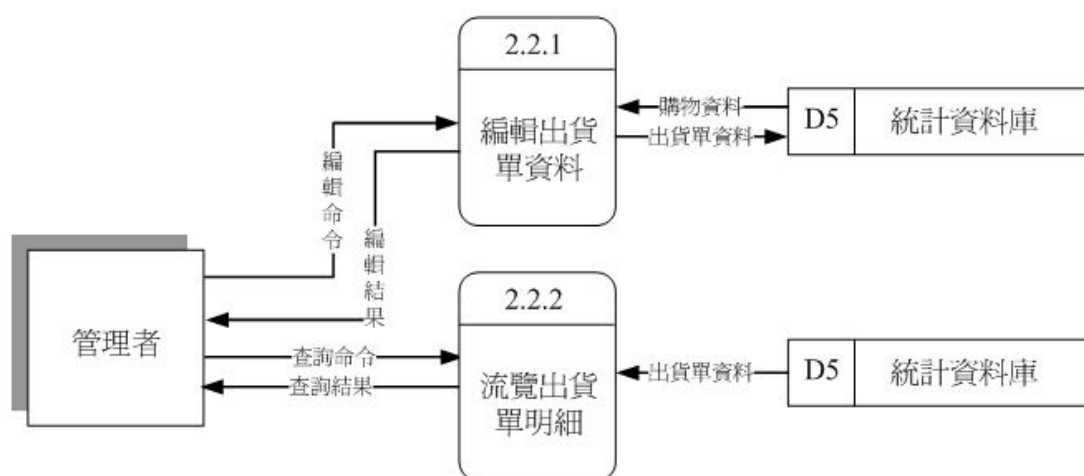 2.2.1
編輯出貨
單資料
購物資料
出貨單資料
D5
統計資料庫
編輯命令
編輯結果
管理者
查詢命令
查詢結果
2.2.2
流覽出貨
單明細
出貨單資料
D5
統計資料庫